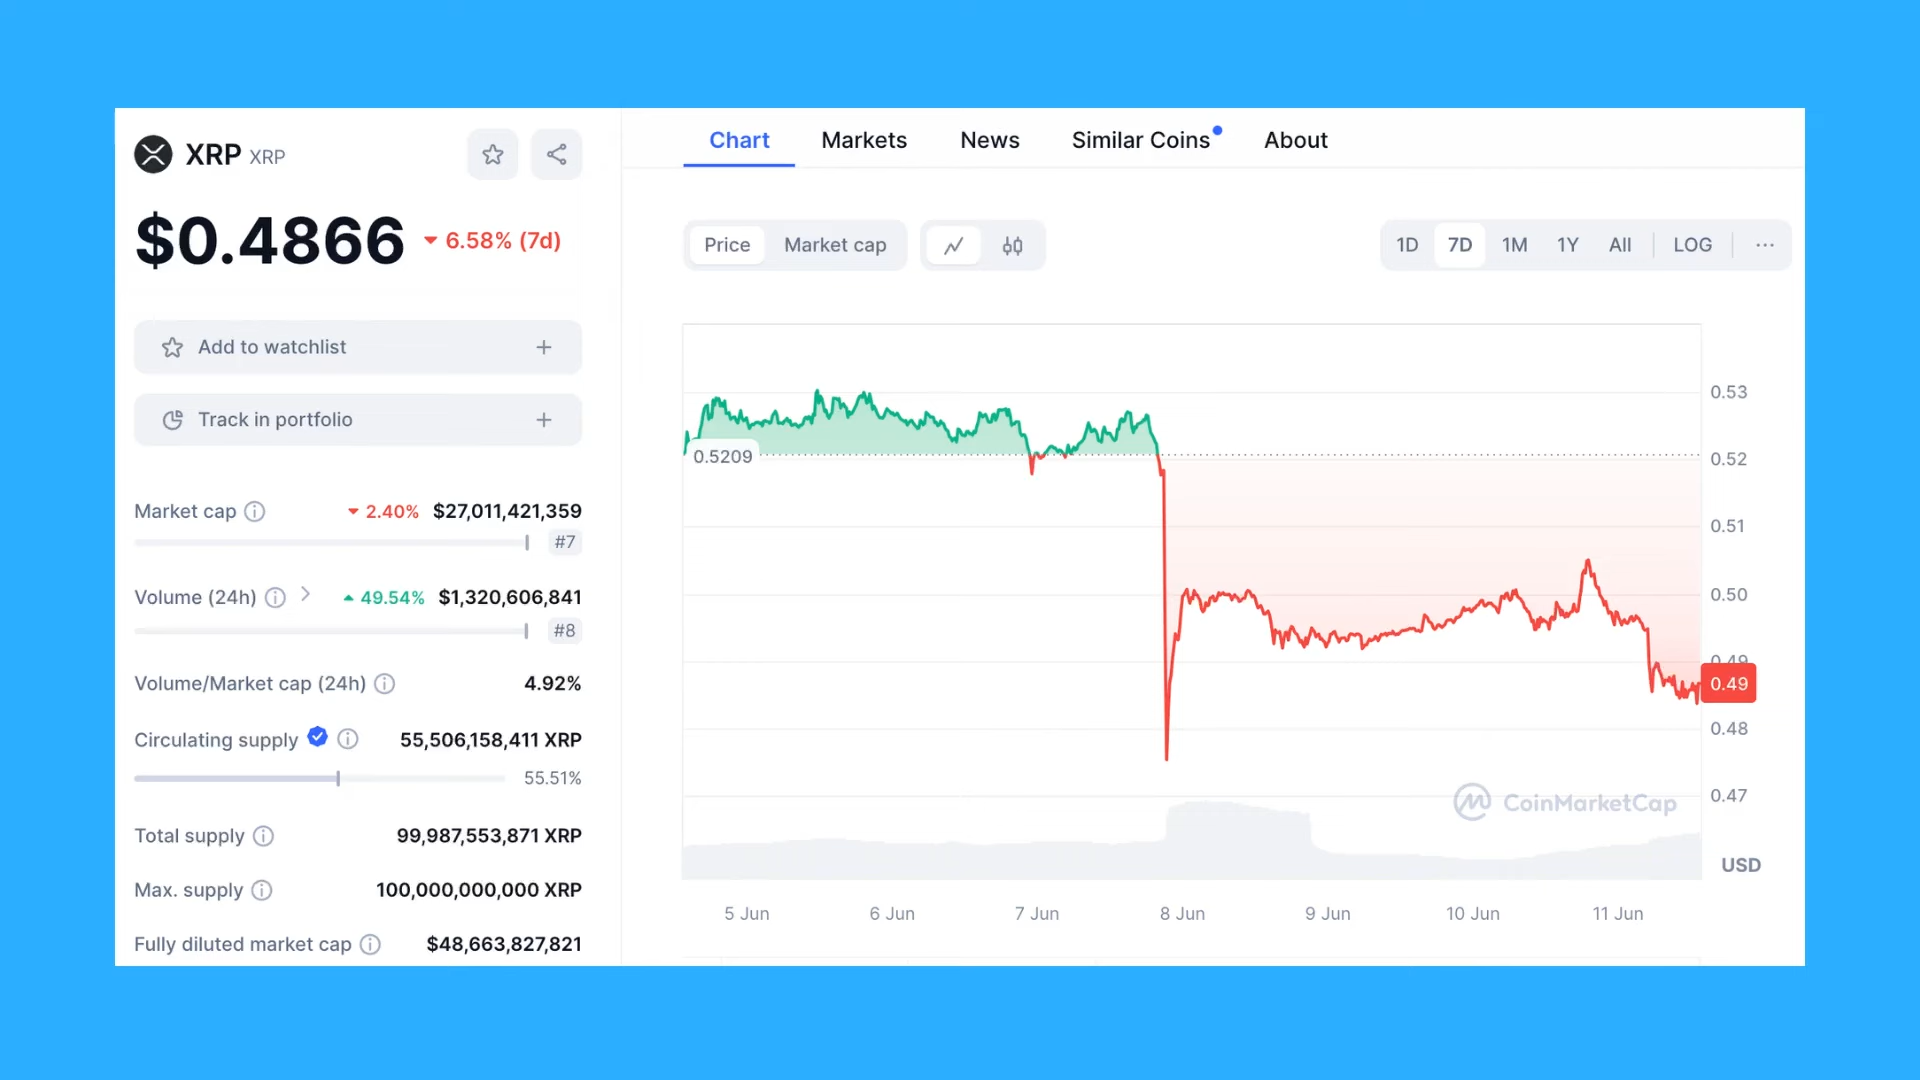 XRP XRP
$0.4866 6.58% (7d)
Add to watchlist
Track in portfolio
Market cap 2.40% $27,011,421,359
#7
Volume (24h) 49.54% $1,320,606,841
#8
Volume/Market cap (24h) 4.92%
Circulating supply 55,506,158,411 XRP
55.51%
Total supply 99,987,553,871 XRP
Max. supply 100,000,000,000 XRP
Fully diluted market cap $48,663,827,821
Chart Markets News Similar Coins About
Price Market cap 1D 7D 1M 1Y All LOG
0.53
0.5209
0.52
0.51
0.50
0.49
0.49
0.48
0.47
CoinMarketCap
USD
5 Jun 6 Jun 7 Jun 8 Jun 9 Jun 10 Jun 11 Jun